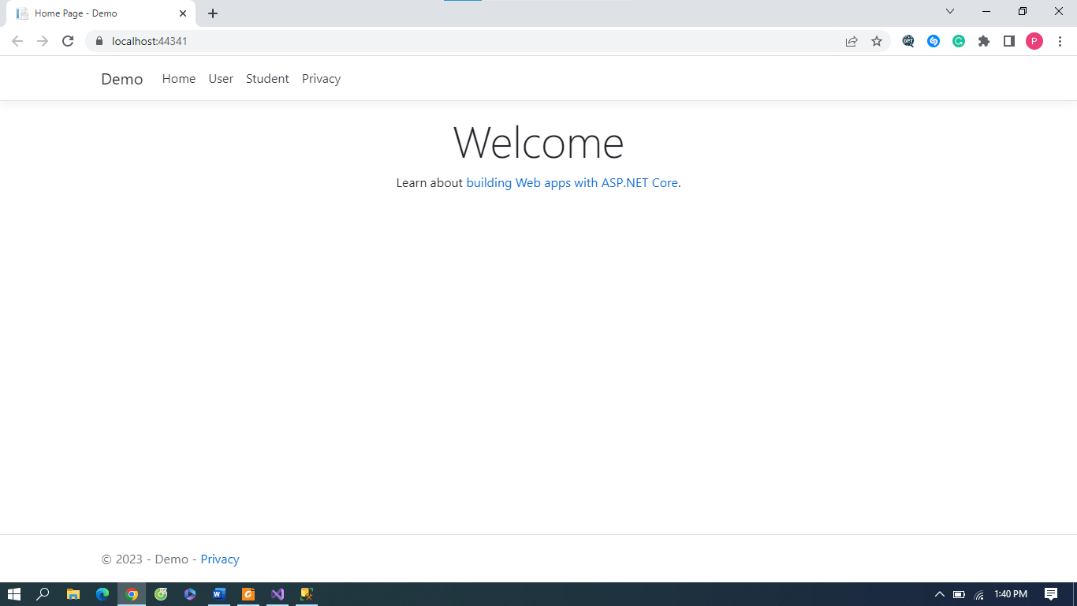 Home Page - Demo
localhost:44341
P
Demo Home User Student Privacy
Welcome
Learn about building Web apps with ASP.NET Core.
© 2023 - Demo - Privacy
1:40 PM